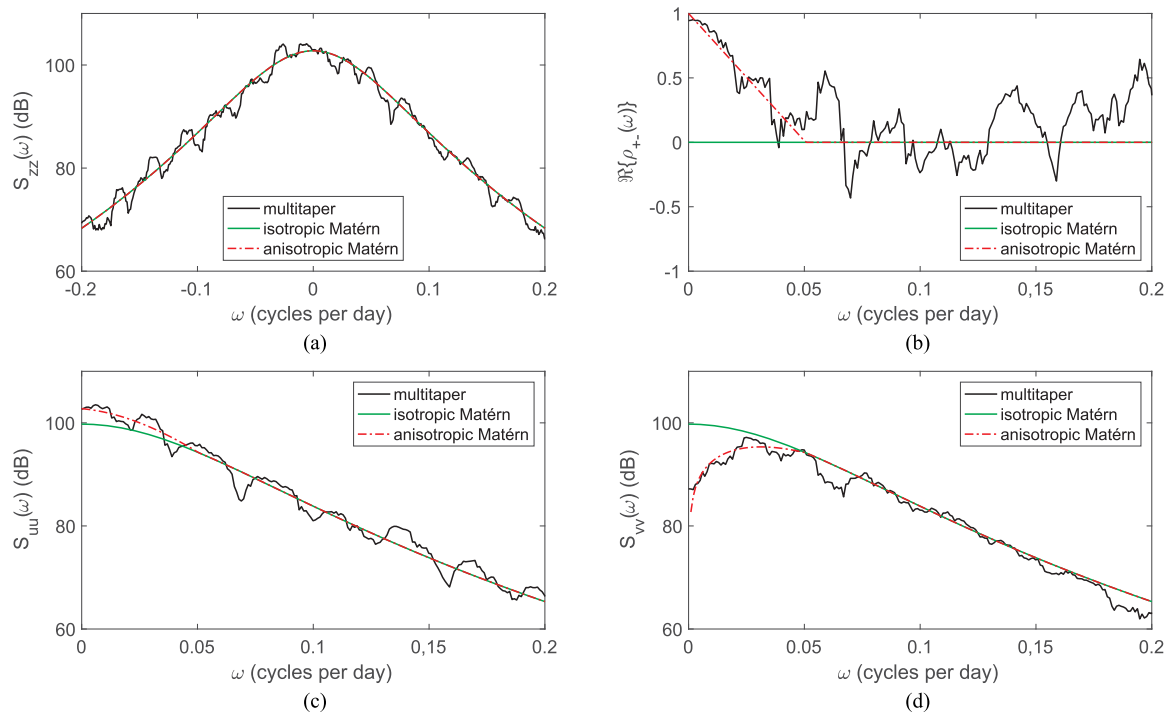 100
80
60
S_zz(ω) (dB)
multitaper
isotropic Matérn
anisotropic Matérn
-0.2
-0.1
0
0.1
0.2
ω (cycles per day)
(a)
1
0.5
0
-0.5
-1
ℜ{ρ_+-(ω)}
multitaper
isotropic Matérn
anisotropic Matérn
0
0.05
0.1
0,15
0.2
ω (cycles per day)
(b)
100
80
60
S_uu(ω) (dB)
multitaper
isotropic Matérn
anisotropic Matérn
0
0.05
0.1
0,15
0.2
ω (cycles per day)
(c)
100
80
60
S_vv(ω) (dB)
multitaper
isotropic Matérn
anisotropic Matérn
0
0.05
0.1
0,15
0.2
ω (cycles per day)
(d)